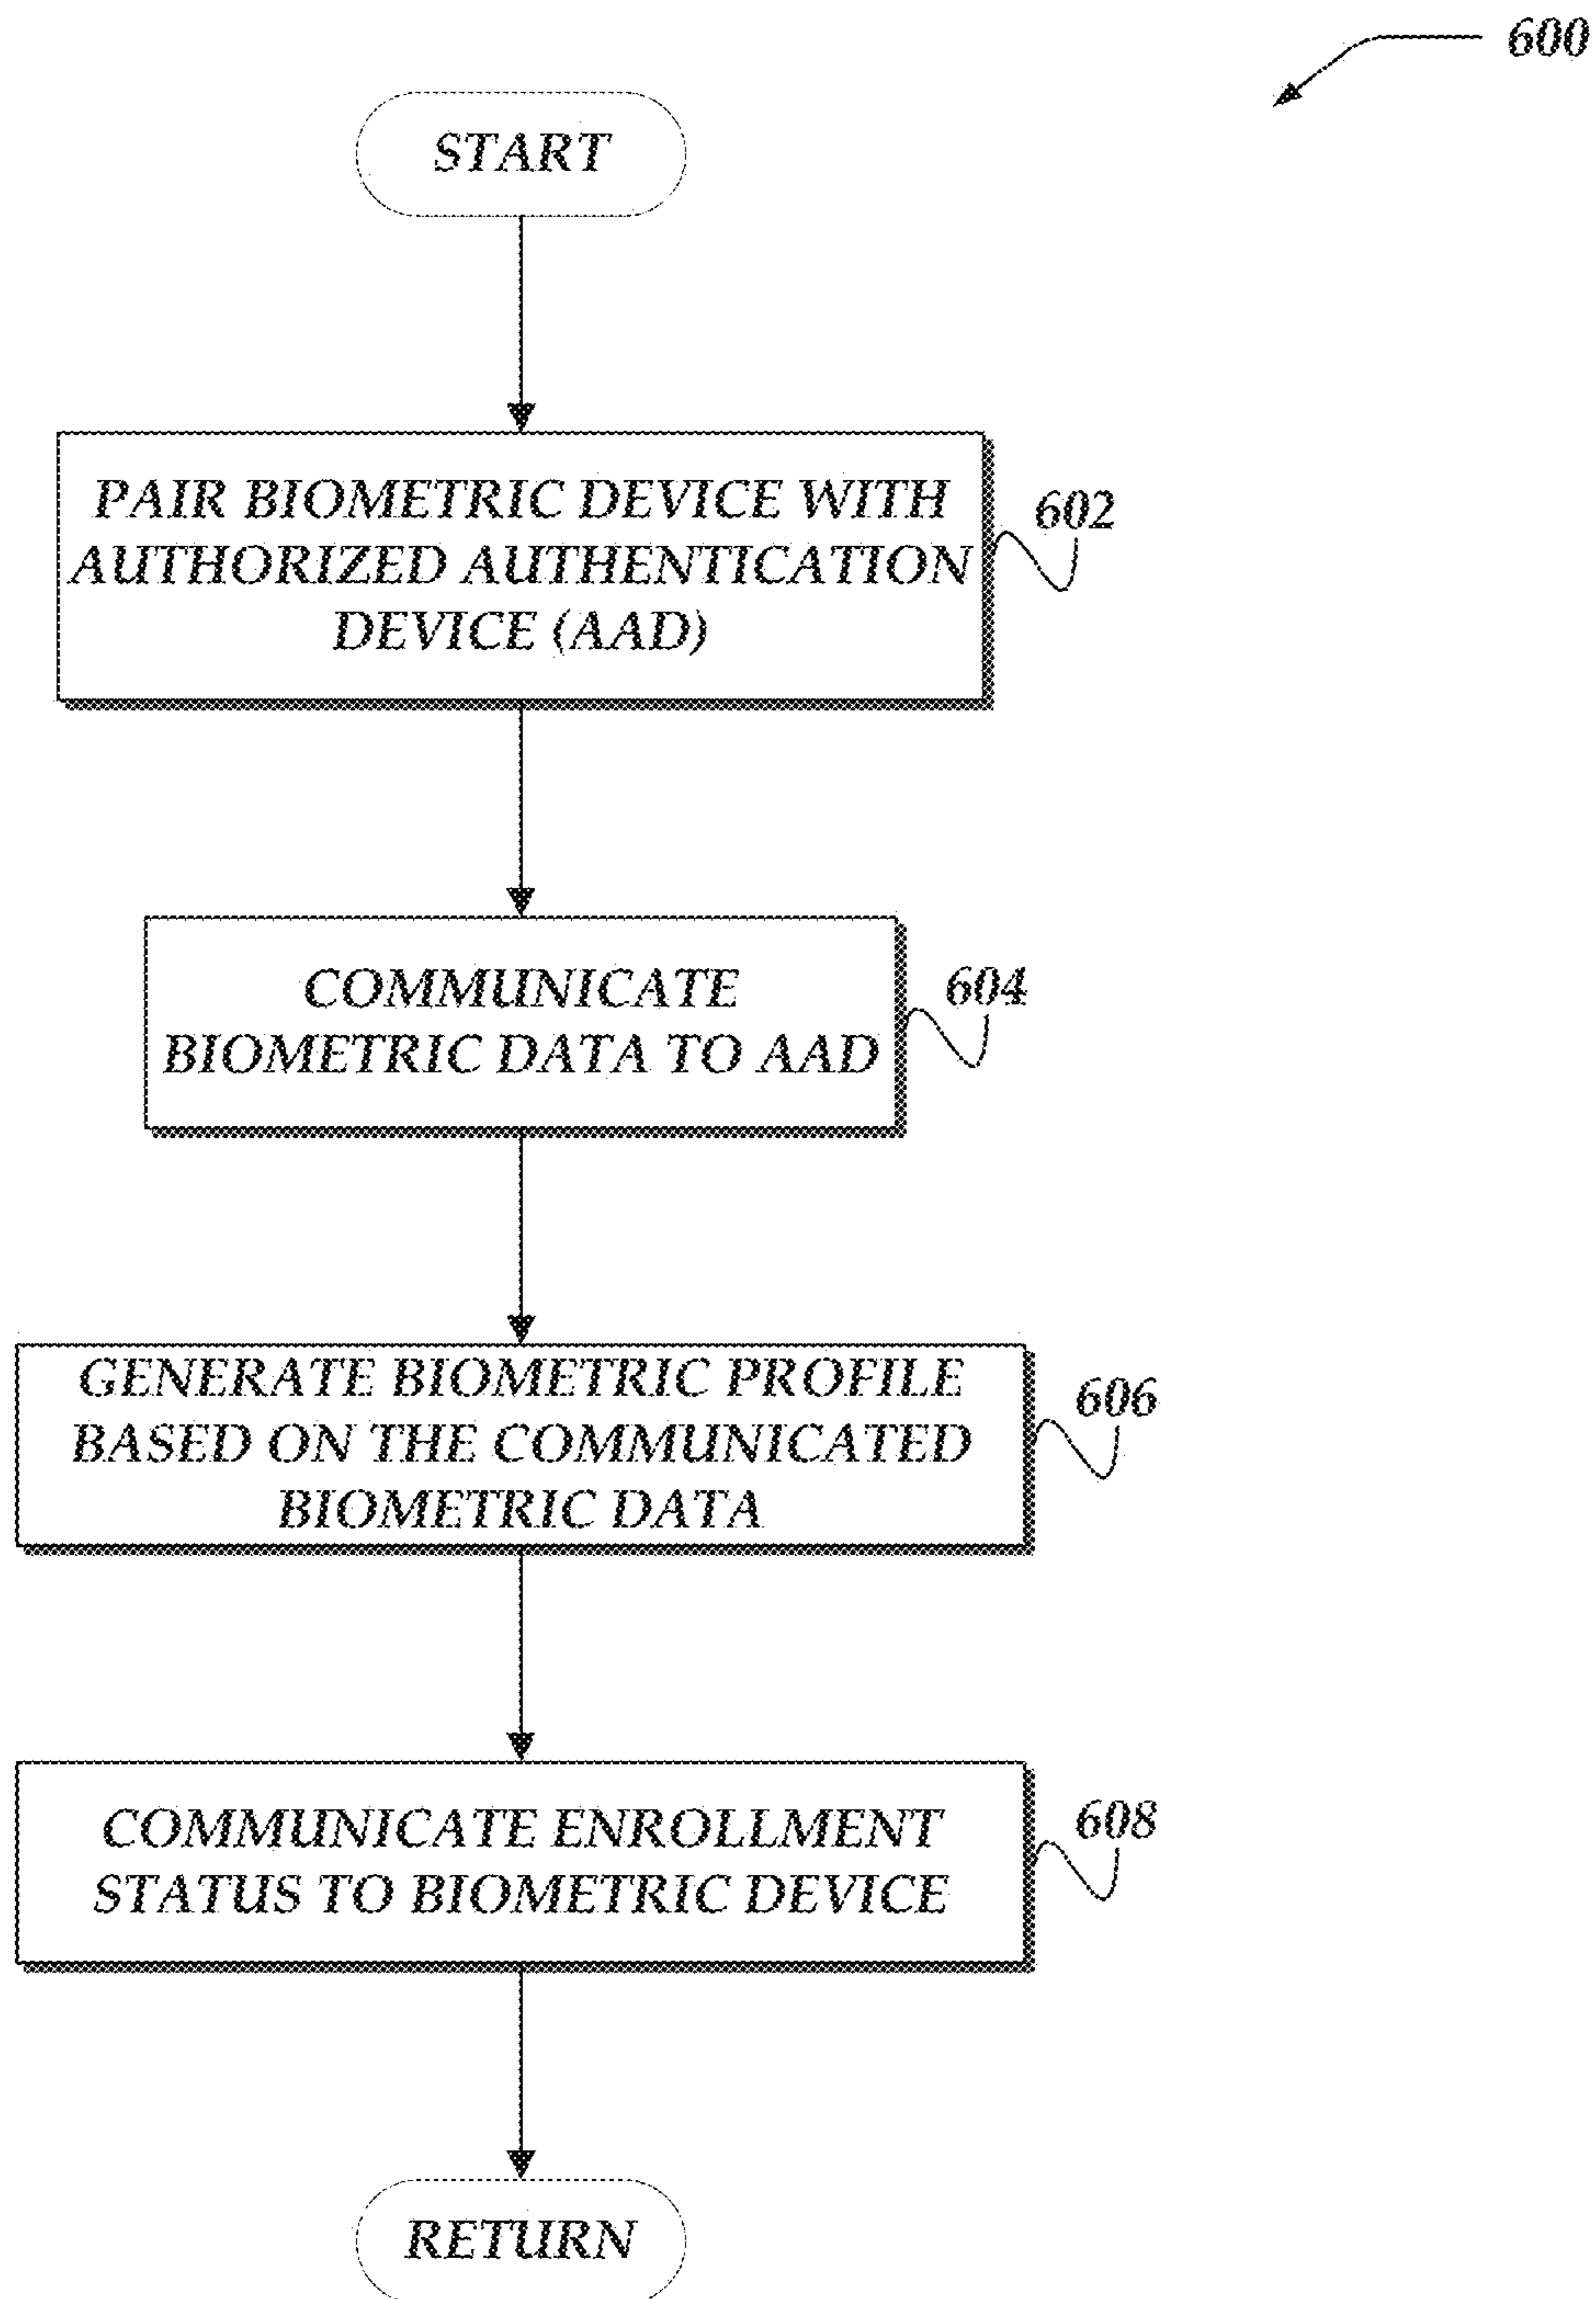 600
START
PAIR BIOMETRIC DEVICE WITH
AUTHORIZED AUTHENTICATION
DEVICE (AAD)
602
COMMUNICATE
BIOMETRIC DATA TO AAD
604
GENERATE BIOMETRIC PROFILE
BASED ON THE COMMUNICATED
BIOMETRIC DATA
606
COMMUNICATE ENROLLMENT
STATUS TO BIOMETRIC DEVICE
608
RETURN